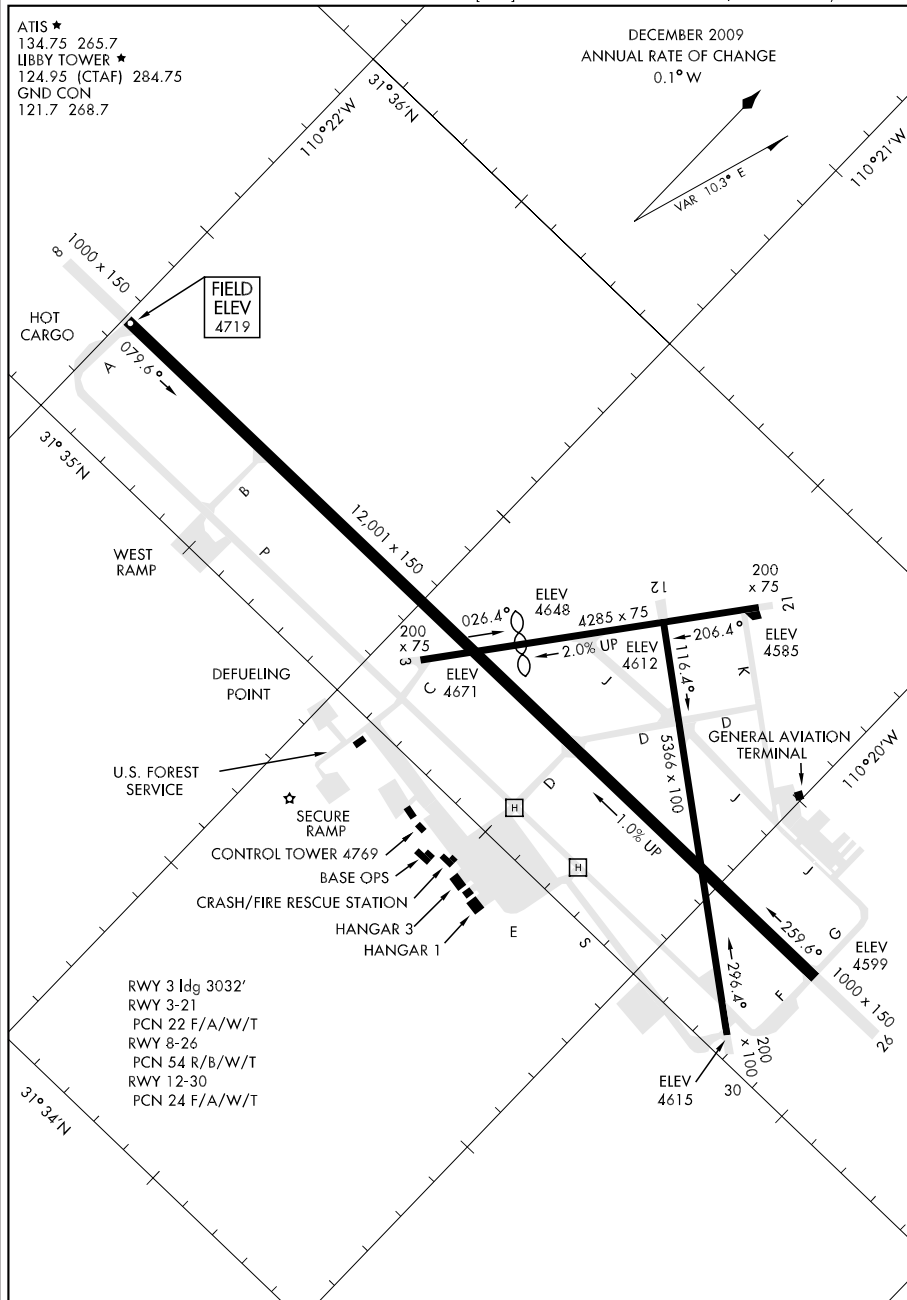 ATIS ★
134.75 265.7
LIBBY TOWER ★
124.95 (CTAF) 284.75
GND CON
121.7 268.7
DECEMBER 2009
ANNUAL RATE OF CHANGE
0.1° W
VAR 10.3° E
110°22'W
31°36'N
110°21'W
8
1000 x 150
FIELD
ELEV
4719
HOT
CARGO
079.6°
A
31°35'N
B
P
WEST
RAMP
12,001 x 150
200
x 75
3
026.4°
ELEV
4648
4285 x 75
12
200
x 75
21
206.4°
ELEV
4585
2.0% UP
ELEV
4612
ELEV
4671
C
116.4°
J
K
DEFUELING
POINT
D
D
D
5366 x 100
GENERAL AVIATION
TERMINAL
110°20'W
U.S. FOREST
SERVICE
SECURE
RAMP
H
H
1.0% UP
J
J
CONTROL TOWER 4769
BASE OPS
CRASH/FIRE RESCUE STATION
HANGAR 3
HANGAR 1
E
S
259.6°
G
ELEV
4599
1000 x 150
26
F
296.4°
200
x 100
30
ELEV
4615
RWY 3 ldg 3032'
RWY 3-21
PCN 22 F/A/W/T
RWY 8-26
PCN 54 R/B/W/T
RWY 12-30
PCN 24 F/A/W/T
31°34'N